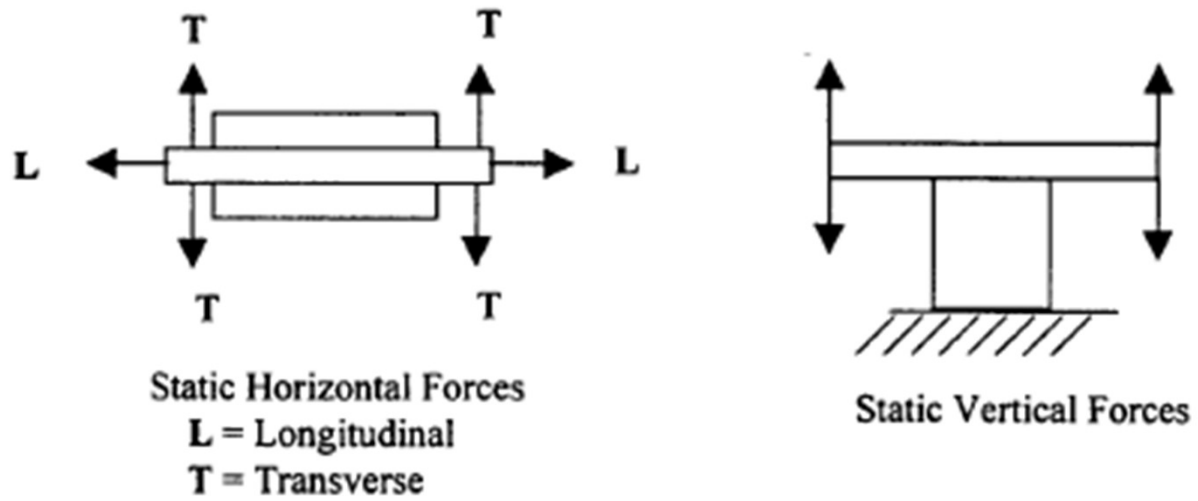 T T
L L
T T
Static Horizontal Forces
L = Longitudinal
T = Transverse
Static Vertical Forces